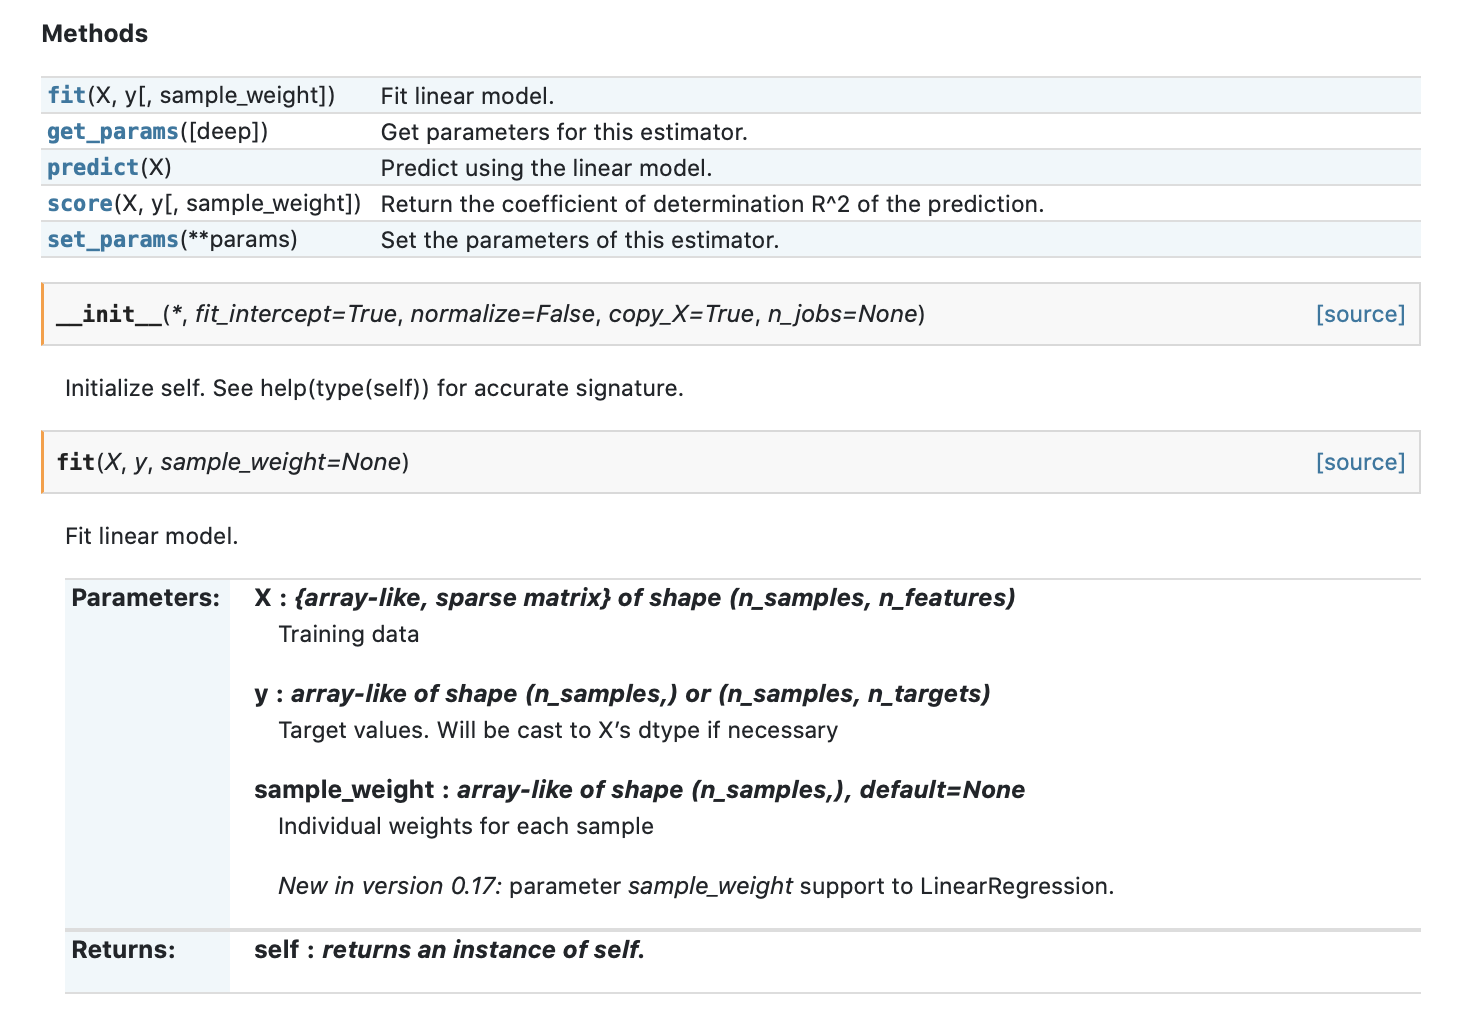 Methods
fit(X, y[, sample_weight]) Fit linear model.
get_params([deep]) Get parameters for this estimator.
predict(X) Predict using the linear model.
score(X, y[, sample_weight]) Return the coefficient of determination R^2 of the prediction.
set_params(**params) Set the parameters of this estimator.
__init__(*, fit_intercept=True, normalize=False, copy_X=True, n_jobs=None) [source]
Initialize self. See help(type(self)) for accurate signature.
fit(X, y, sample_weight=None) [source]
Fit linear model.
Parameters: X : {array-like, sparse matrix} of shape (n_samples, n_features)
Training data
y : array-like of shape (n_samples,) or (n_samples, n_targets)
Target values. Will be cast to X’s dtype if necessary
sample_weight : array-like of shape (n_samples,), default=None
Individual weights for each sample
New in version 0.17: parameter sample_weight support to LinearRegression.
Returns: self : returns an instance of self.